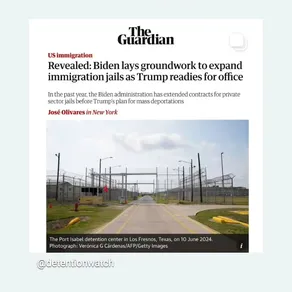 The
Guardian
US immigration
Revealed: Biden lays groundwork to expand
immigration jails as Trump readies for office
In the past year, the Biden administration has extended contracts for private
sector jails before Trump's plan for mass deportations
José Olivares in New York
The Port Isabel detention center in Los Fresnos, Texas, on 10 June 2024.
Photograph: Verónica G Cárdenas/AFP/Getty Images
@detentionwatch